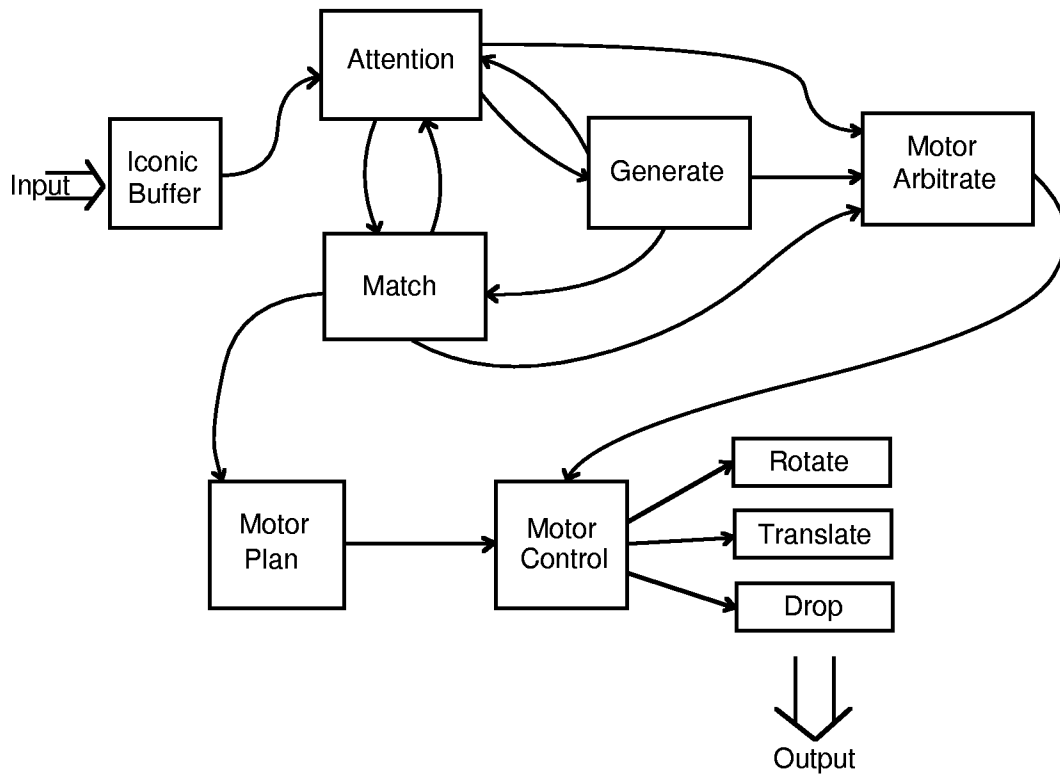 Attention
Iconic
Buffer
Input
Generate
Motor
Arbitrate
Match
Rotate
Motor
Plan
Motor
Control
Translate
Drop
Output